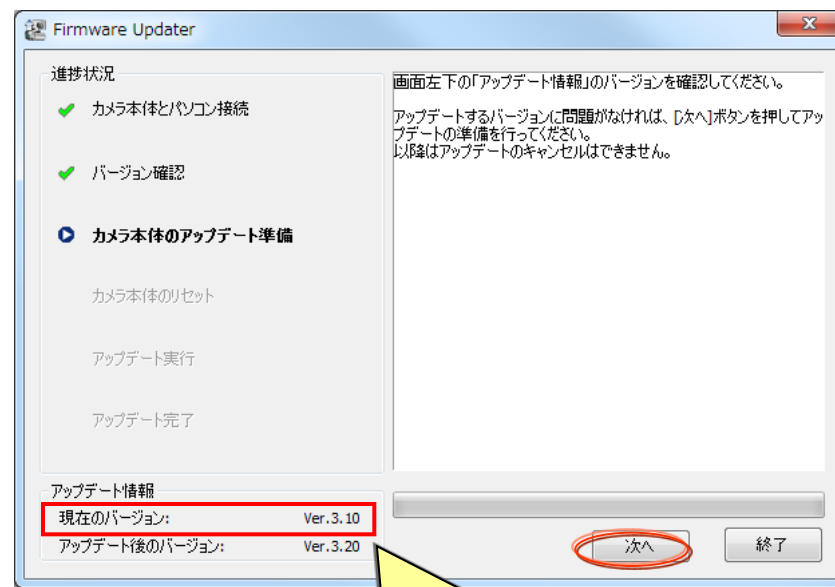 Firmware Updater
進捗状況
カメラ本体とパソコン接続
バージョン確認
カメラ本体のアップデート準備
カメラ本体のリセット
アップデート実行
アップデート完了
画面左下の「アップデート情報」のバージョンを確認してください。
アップデートするバージョンに問題がなければ、[次へ]ボタンを押してアッ
プデートの準備を行ってください。
以降はアップデートのキャンセルはできません。
アップデート情報
現在のバージョン: Ver.3.10
アップデート後のバージョン: Ver.3.20
次へ
終了